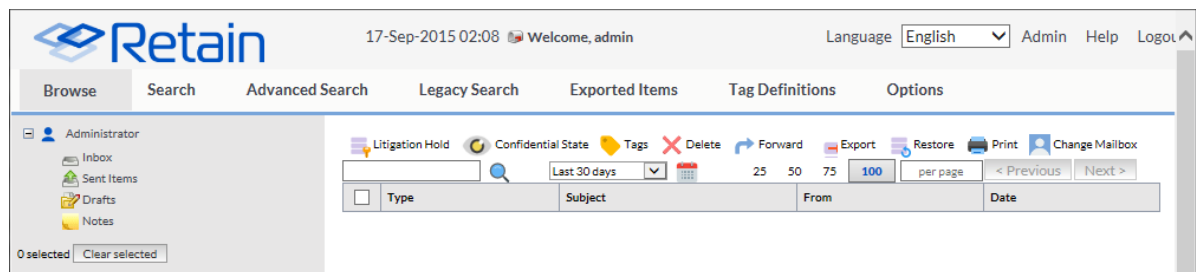 Retain 17-Sep-2015 02:08 Welcome, admin Language English Admin Help Logou
Browse Search Advanced Search Legacy Search Exported Items Tag Definitions Options
Administrator
Inbox
Sent Items
Drafts
Notes
0 selected Clear selected
Litigation Hold Confidential State Tags Delete Forward Export Restore Print Change Mailbox
Last 30 days 25 50 75 100 per page < Previous Next >
Type Subject From Date